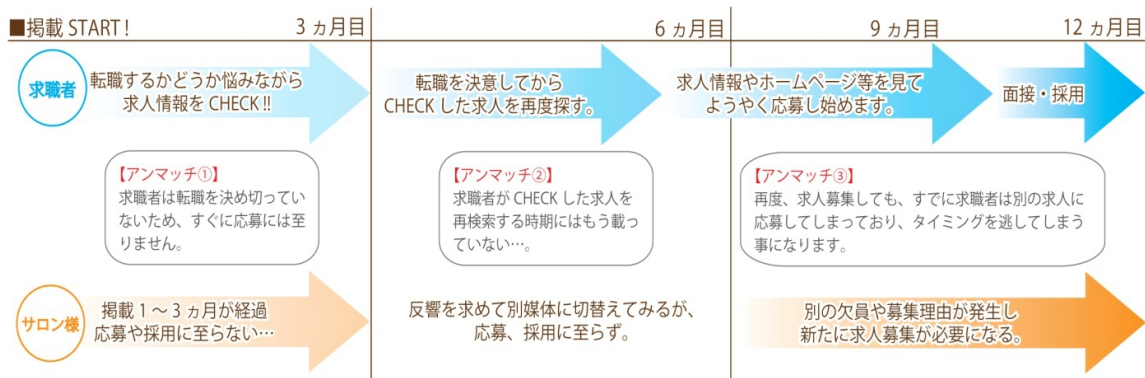 ■掲載 START！
3 ヵ月目
6 ヵ月目
9 ヵ月目
12 ヵ月目
求職者
転職するかどうか悩みながら
求人情報を CHECK!!
転職を決意してから
CHECK した求人を再度探す。
求人情報やホームページ等を見て
ようやく応募し始めます。
面接・採用
【アンマッチ①】
求職者は転職を決め切ってい
ないため、すぐに応募には至
りません。
【アンマッチ②】
求職者が CHECK した求人を
再検索する時期にはもう載っ
ていない…。
【アンマッチ③】
再度、求人募集しても、すでに求職者は別の求人に
応募してしまっており、タイミングを逃してしまう
事になります。
サロン様
掲載 1 〜 3 ヵ月が経過
応募や採用に至らない…
反響を求めて別媒体に切替えてみるが、
応募、採用に至らず。
別の欠員や募集理由が発生し
新たに求人募集が必要になる。